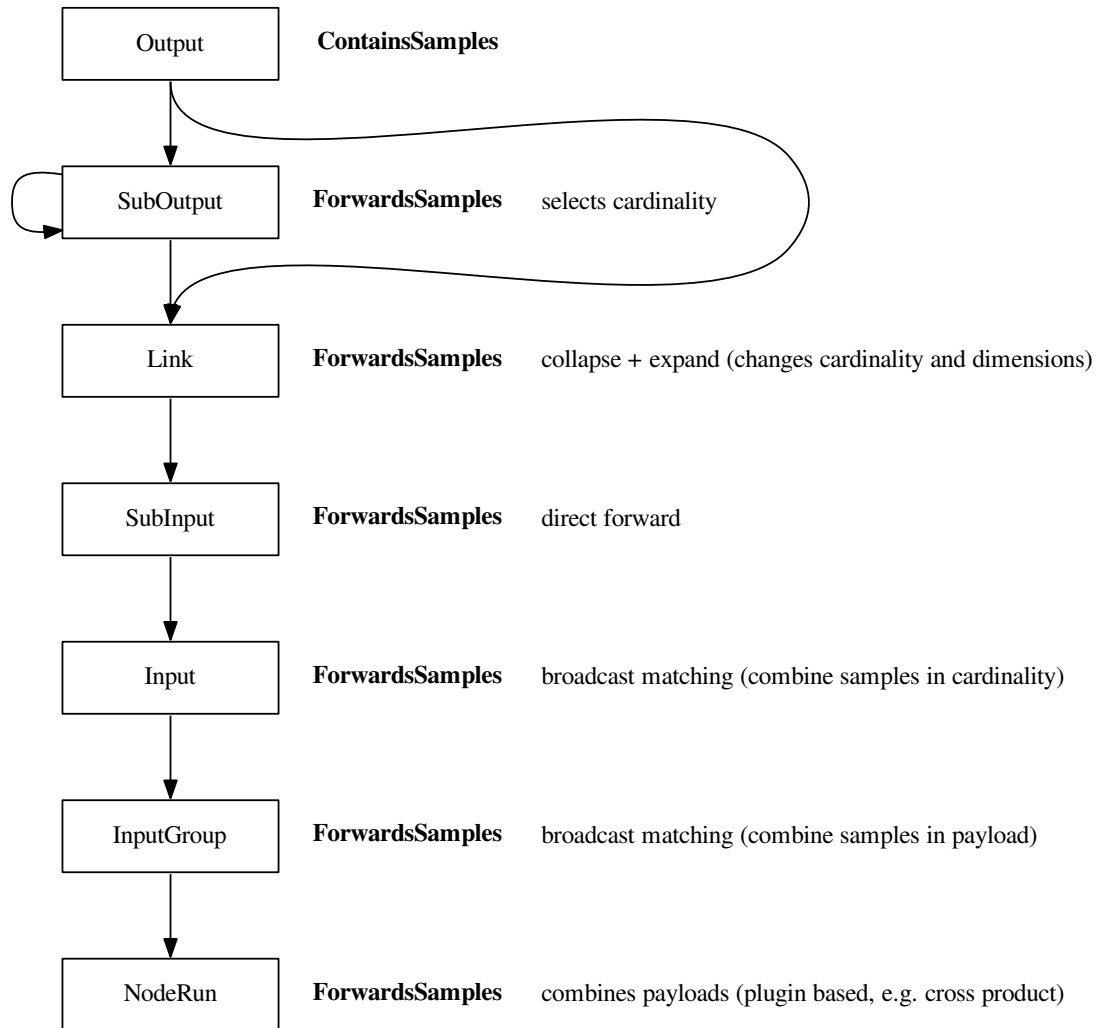 Output ContainsSamples
SubOutput ForwardsSamples selects cardinality
Link ForwardsSamples collapse + expand (changes cardinality and dimensions)
SubInput ForwardsSamples direct forward
Input ForwardsSamples broadcast matching (combine samples in cardinality)
InputGroup ForwardsSamples broadcast matching (combine samples in payload)
NodeRun ForwardsSamples combines payloads (plugin based, e.g. cross product)